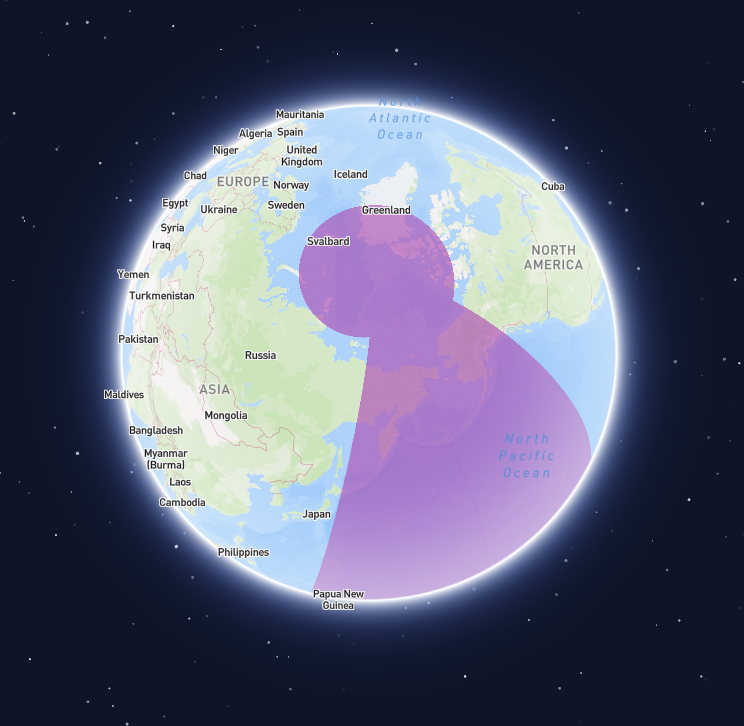 North
Atlantic
Ocean
Mauritania
Algeria
Spain
Niger
United
Kingdom
Chad
EUROPE
Norway
Iceland
Cuba
Egypt
Ukraine
Sweden
Greenland
Syria
Iraq
Svalbard
NORTH
AMERICA
Yemen
Turkmenistan
Pakistan
Russia
Maldives
ASIA
Mongolia
Bangladesh
North
Pacific
Ocean
Myanmar
(Burma)
Laos
Cambodia
Japan
Philippines
Papua New
Guinea